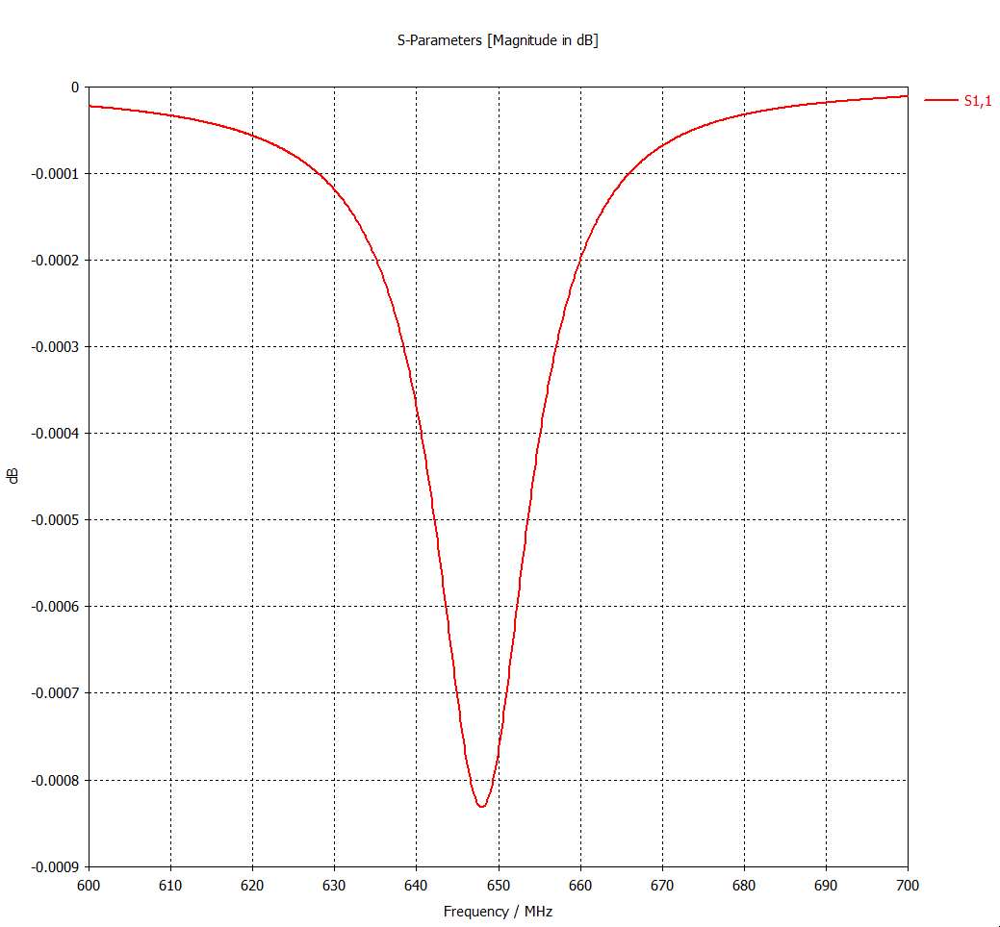 S-Parameters [Magnitude in dB]
0
S1,1
-0.0001
-0.0002
-0.0003
-0.0004
dB
-0.0005
-0.0006
-0.0007
-0.0008
-0.0009
600 610 620 630 640 650 660 670 680 690 700
Frequency / MHz